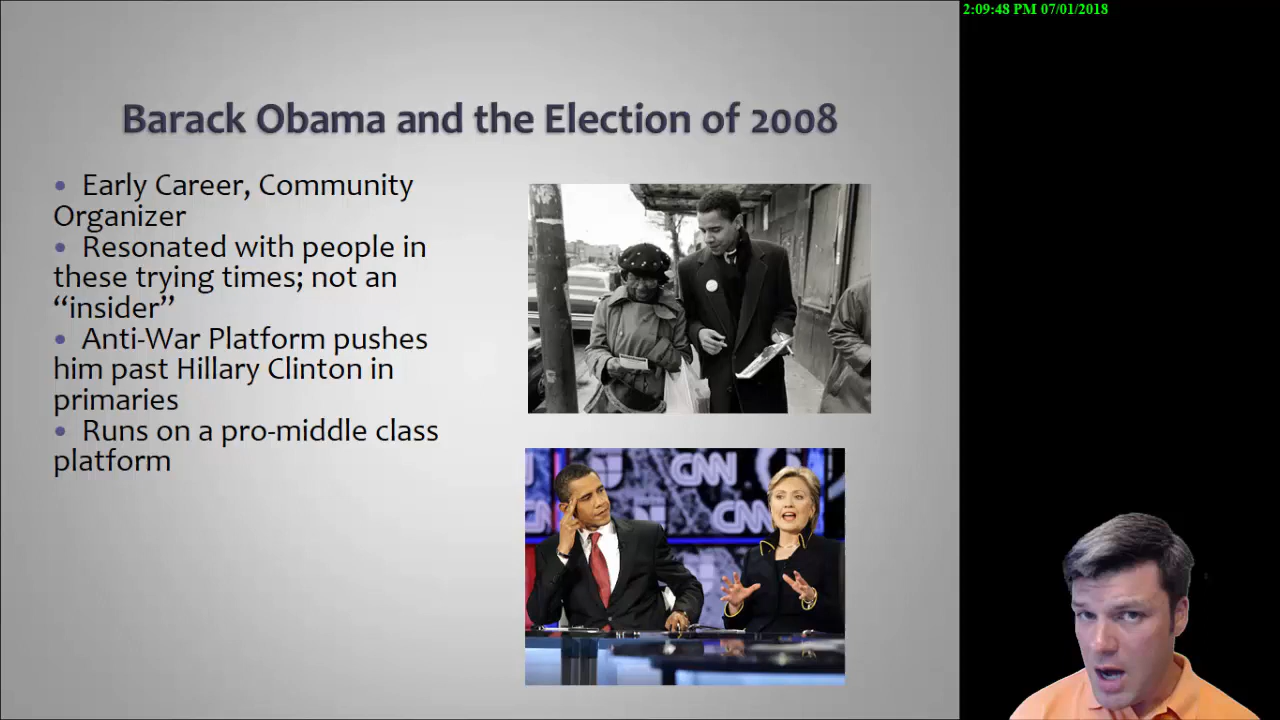 2:09:48 PM 07/01/2018
Barack Obama and the Election of 2008
• Early Career, Community
Organizer
• Resonated with people in
these trying times; not an
“insider”
• Anti-War Platform pushes
him past Hillary Clinton in
primaries
• Runs on a pro-middle class
platform
CNN
CNN
CNN